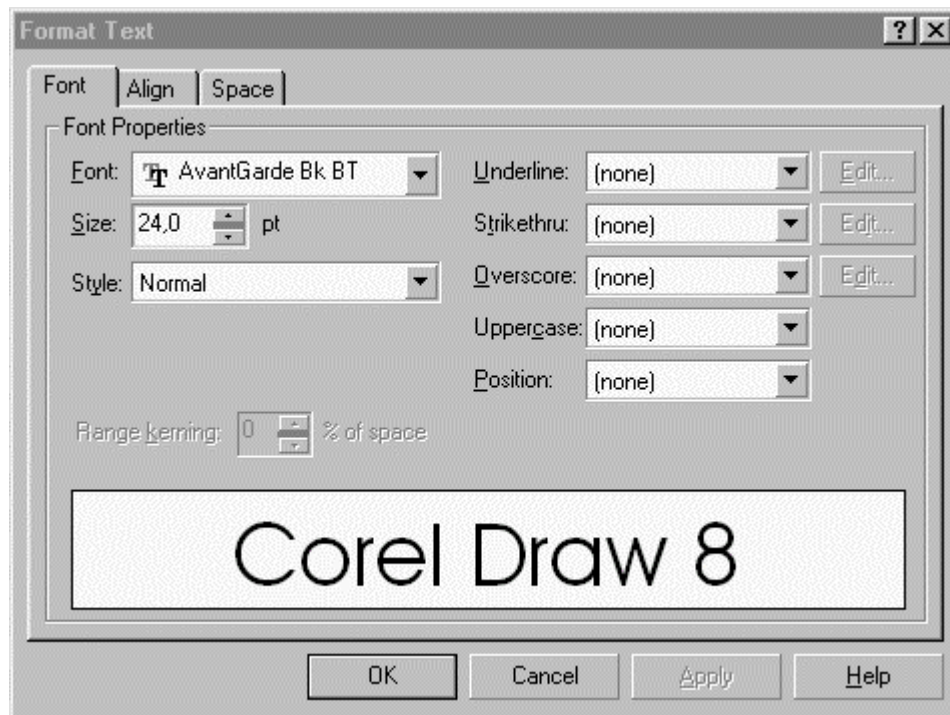 Format Text
Font Align Space
Font Properties
Font: AvantGarde Bk BT Underline: (none) Edit...
Size: 24,0 pt Strikethru: (none) Edit...
Style: Normal Overscore: (none) Edit...
Uppercase: (none)
Position: (none)
Range kerning: 0 % of space
Corel Draw 8
OK Cancel Apply Help